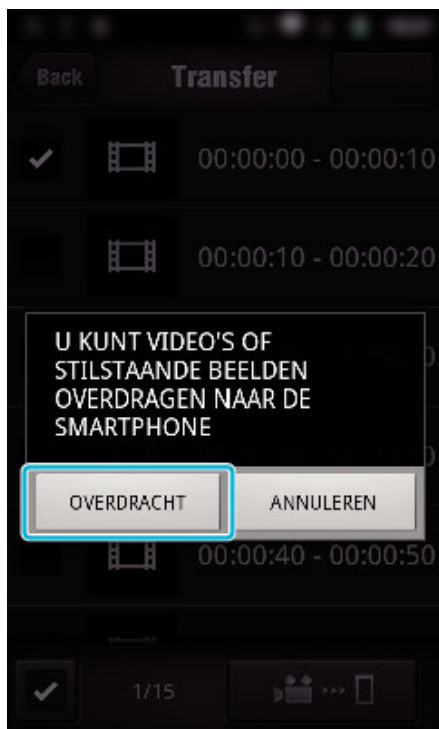 Back
Transfer
00:00:00 - 00:00:10
00:00:10 - 00:00:20
U KUNT VIDEO'S OF
STILSTAANDE BEELDEN
OVERDRAGEN NAAR DE
SMARTPHONE
OVERDRACHT
ANNULEREN
00:00:40 - 00:00:50
1/15